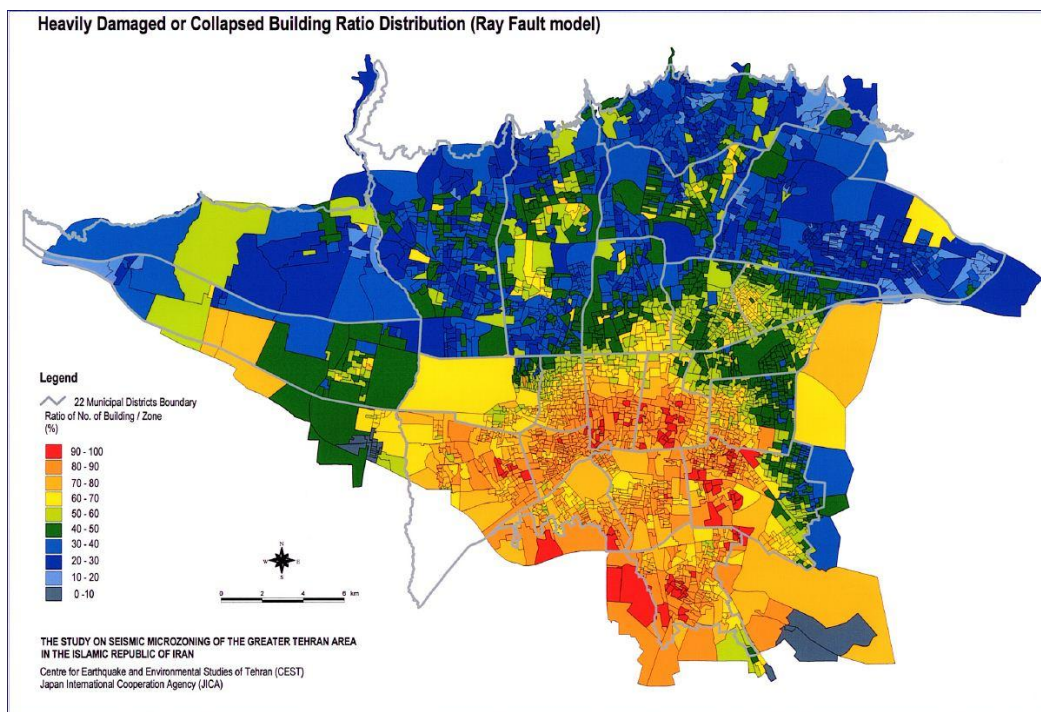 Heavily Damaged or Collapsed Building Ratio Distribution (Ray Fault model)
Legend
22 Municipal Districts Boundary
Ratio of No. of Building / Zone
(%)
90 - 100
80 - 90
70 - 80
60 - 70
50 - 60
40 - 50
30 - 40
20 - 30
10 - 20
0 -10
N
W E
S
0 2 4 6 km
THE STUDY ON SEISMIC MICROZONING OF THE GREATER TEHRAN AREA
IN THE ISLAMIC REPUBLIC OF IRAN
Centre for Earthquake and Environmental Studies of Tehran (CEST)
Japan International Cooperation Agency (JICA)